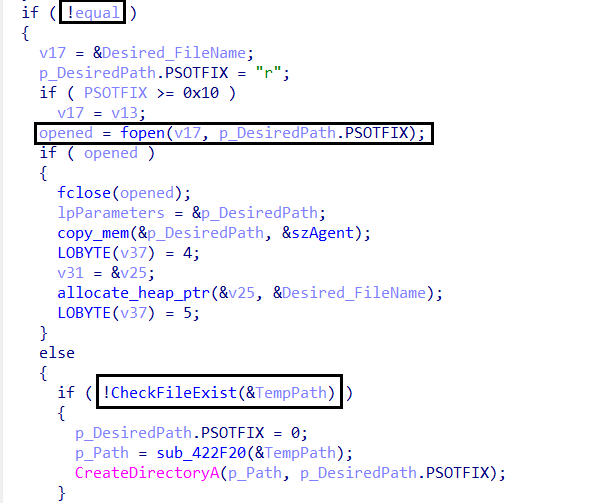 if ( !equal )
{
v17 = &Desired_FileName;
p_DesiredPath.PSOTFIX = "r";
if ( PSOTFIX >= 0x10 )
v17 = v13;
opened = fopen(v17, p_DesiredPath.PSOTFIX);
if ( opened )
{
fclose(opened);
lpParameters = &p_DesiredPath;
copy_mem(&p_DesiredPath, &szAgent);
LOBYTE(v37) = 4;
v31 = &v25;
allocate_heap_ptr(&v25, &Desired_FileName);
LOBYTE(v37) = 5;
}
else
{
if ( !CheckFileExist(&TempPath) )
{
p_DesiredPath.PSOTFIX = 0;
p_Path = sub_422F20(&TempPath);
CreateDirectoryA(p_Path, p_DesiredPath.PSOTFIX);
}